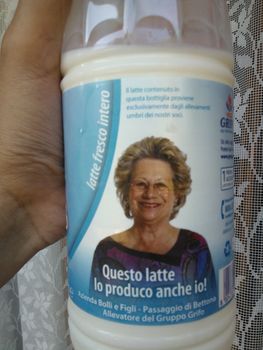 Il latte contenuto in
questa bottiglia proviene
esclusivamente dagli allevamenti
umbri dei nostri soci.
latte fresco intero
Questo latte
lo produco anche io!
Azienda Bolli e Figli - Passaggio di Bettona
Allevatore del Gruppo Grifo